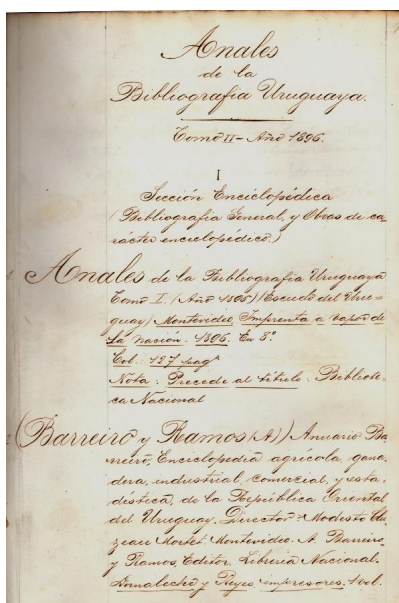 Anales
de la
Bibliografía Uruguaya.
Tomo II - Año 1896.
I
Sección Enciclopédica
(Bibliografía General, y Obras de ca-
rácter enciclopédico.)
Anales de la Bibliografía Uruguaya
Tomo I. (Año 1895) (Escudo del Uru-
guay) Montevideo, Imprenta a vapor de
La Nación. 1896. En 8.º
Col. 127 pag.s
Nota: Precede al título: Bibliote-
ca Nacional
(Barreiro y Ramos (A)) Anuario Ba-
rreiro, Enciclopedia agrícola, gana-
dera, industrial, comercial, y esta-
dística, de la República Oriental
del Uruguay. Director: Modesto Clu-
zeau Mortet. Montevideo. A. Barreiro
y Ramos, Editor. Librería Nacional.
Dornaleche y Reyes impresores. 1 vol.